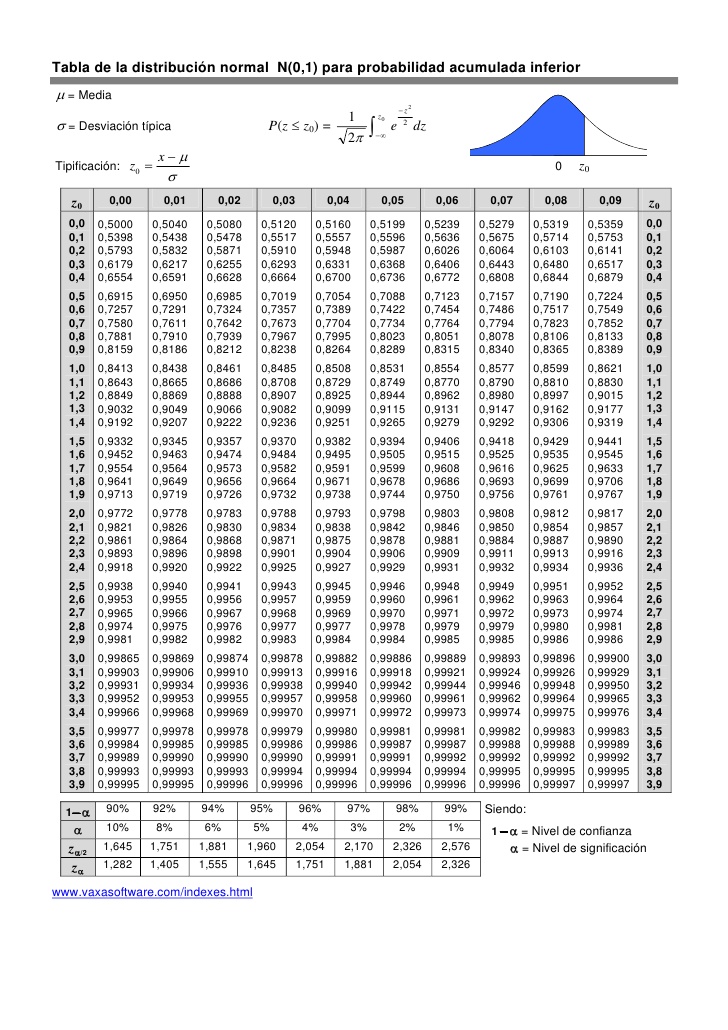 Tabla de la distribución normal N(0,1) para probabilidad acumulada inferior
μ = Media
σ = Desviación típica
P(z ≤ z₀) = 1/√(2π) ∫_{-∞}^{z₀} e^{-z²/2} dz
Tipificación: z₀ = (x − μ)/σ
0 z₀
z₀ 0,00 0,01 0,02 0,03 0,04 0,05 0,06 0,07 0,08 0,09 z₀
0,0 0,5000 0,5040 0,5080 0,5120 0,5160 0,5199 0,5239 0,5279 0,5319 0,5359 0,0
0,1 0,5398 0,5438 0,5478 0,5517 0,5557 0,5596 0,5636 0,5675 0,5714 0,5753 0,1
0,2 0,5793 0,5832 0,5871 0,5910 0,5948 0,5987 0,6026 0,6064 0,6103 0,6141 0,2
0,3 0,6179 0,6217 0,6255 0,6293 0,6331 0,6368 0,6406 0,6443 0,6480 0,6517 0,3
0,4 0,6554 0,6591 0,6628 0,6664 0,6700 0,6736 0,6772 0,6808 0,6844 0,6879 0,4
0,5 0,6915 0,6950 0,6985 0,7019 0,7054 0,7088 0,7123 0,7157 0,7190 0,7224 0,5
0,6 0,7257 0,7291 0,7324 0,7357 0,7389 0,7422 0,7454 0,7486 0,7517 0,7549 0,6
0,7 0,7580 0,7611 0,7642 0,7673 0,7704 0,7734 0,7764 0,7794 0,7823 0,7852 0,7
0,8 0,7881 0,7910 0,7939 0,7967 0,7995 0,8023 0,8051 0,8078 0,8106 0,8133 0,8
0,9 0,8159 0,8186 0,8212 0,8238 0,8264 0,8289 0,8315 0,8340 0,8365 0,8389 0,9
1,0 0,8413 0,8438 0,8461 0,8485 0,8508 0,8531 0,8554 0,8577 0,8599 0,8621 1,0
1,1 0,8643 0,8665 0,8686 0,8708 0,8729 0,8749 0,8770 0,8790 0,8810 0,8830 1,1
1,2 0,8849 0,8869 0,8888 0,8907 0,8925 0,8944 0,8962 0,8980 0,8997 0,9015 1,2
1,3 0,9032 0,9049 0,9066 0,9082 0,9099 0,9115 0,9131 0,9147 0,9162 0,9177 1,3
1,4 0,9192 0,9207 0,9222 0,9236 0,9251 0,9265 0,9279 0,9292 0,9306 0,9319 1,4
1,5 0,9332 0,9345 0,9357 0,9370 0,9382 0,9394 0,9406 0,9418 0,9429 0,9441 1,5
1,6 0,9452 0,9463 0,9474 0,9484 0,9495 0,9505 0,9515 0,9525 0,9535 0,9545 1,6
1,7 0,9554 0,9564 0,9573 0,9582 0,9591 0,9599 0,9608 0,9616 0,9625 0,9633 1,7
1,8 0,9641 0,9649 0,9656 0,9664 0,9671 0,9678 0,9686 0,9693 0,9699 0,9706 1,8
1,9 0,9713 0,9719 0,9726 0,9732 0,9738 0,9744 0,9750 0,9756 0,9761 0,9767 1,9
2,0 0,9772 0,9778 0,9783 0,9788 0,9793 0,9798 0,9803 0,9808 0,9812 0,9817 2,0
2,1 0,9821 0,9826 0,9830 0,9834 0,9838 0,9842 0,9846 0,9850 0,9854 0,9857 2,1
2,2 0,9861 0,9864 0,9868 0,9871 0,9875 0,9878 0,9881 0,9884 0,9887 0,9890 2,2
2,3 0,9893 0,9896 0,9898 0,9901 0,9904 0,9906 0,9909 0,9911 0,9913 0,9916 2,3
2,4 0,9918 0,9920 0,9922 0,9925 0,9927 0,9929 0,9931 0,9932 0,9934 0,9936 2,4
2,5 0,9938 0,9940 0,9941 0,9943 0,9945 0,9946 0,9948 0,9949 0,9951 0,9952 2,5
2,6 0,9953 0,9955 0,9956 0,9957 0,9959 0,9960 0,9961 0,9962 0,9963 0,9964 2,6
2,7 0,9965 0,9966 0,9967 0,9968 0,9969 0,9970 0,9971 0,9972 0,9973 0,9974 2,7
2,8 0,9974 0,9975 0,9976 0,9977 0,9977 0,9978 0,9979 0,9979 0,9980 0,9981 2,8
2,9 0,9981 0,9982 0,9982 0,9983 0,9984 0,9984 0,9985 0,9985 0,9986 0,9986 2,9
3,0 0,99865 0,99869 0,99874 0,99878 0,99882 0,99886 0,99889 0,99893 0,99896 0,99900 3,0
3,1 0,99903 0,99906 0,99910 0,99913 0,99916 0,99918 0,99921 0,99924 0,99926 0,99929 3,1
3,2 0,99931 0,99934 0,99936 0,99938 0,99940 0,99942 0,99944 0,99946 0,99948 0,99950 3,2
3,3 0,99952 0,99953 0,99955 0,99957 0,99958 0,99960 0,99961 0,99962 0,99964 0,99965 3,3
3,4 0,99966 0,99968 0,99969 0,99970 0,99971 0,99972 0,99973 0,99974 0,99975 0,99976 3,4
3,5 0,99977 0,99978 0,99978 0,99979 0,99980 0,99981 0,99981 0,99982 0,99983 0,99983 3,5
3,6 0,99984 0,99985 0,99985 0,99986 0,99986 0,99987 0,99987 0,99988 0,99988 0,99989 3,6
3,7 0,99989 0,99990 0,99990 0,99990 0,99991 0,99991 0,99992 0,99992 0,99992 0,99992 3,7
3,8 0,99993 0,99993 0,99993 0,99994 0,99994 0,99994 0,99994 0,99995 0,99995 0,99995 3,8
3,9 0,99995 0,99995 0,99996 0,99996 0,99996 0,99996 0,99996 0,99996 0,99997 0,99997 3,9
1−α 90% 92% 94% 95% 96% 97% 98% 99% Siendo:
α 10% 8% 6% 5% 4% 3% 2% 1% 1−α = Nivel de confianza
z_{α/2} 1,645 1,751 1,881 1,960 2,054 2,170 2,326 2,576 α = Nivel de significación
z_α 1,282 1,405 1,555 1,645 1,751 1,881 2,054 2,326
www.vaxasoftware.com/indexes.html